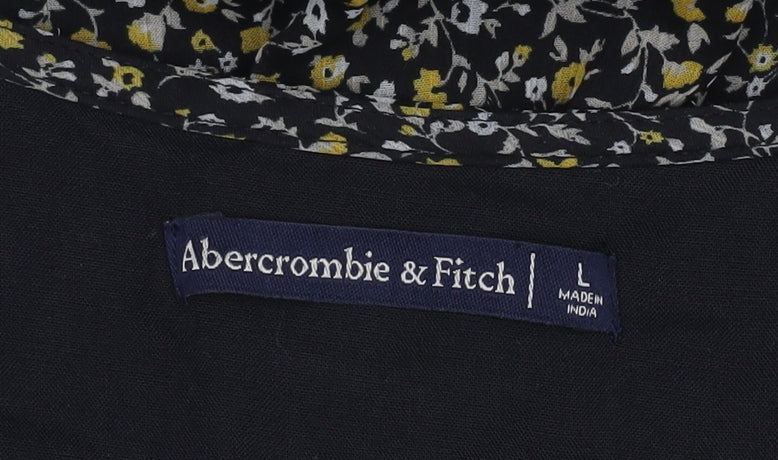 Abercrombie & Fitch
L
MADE IN
INDIA